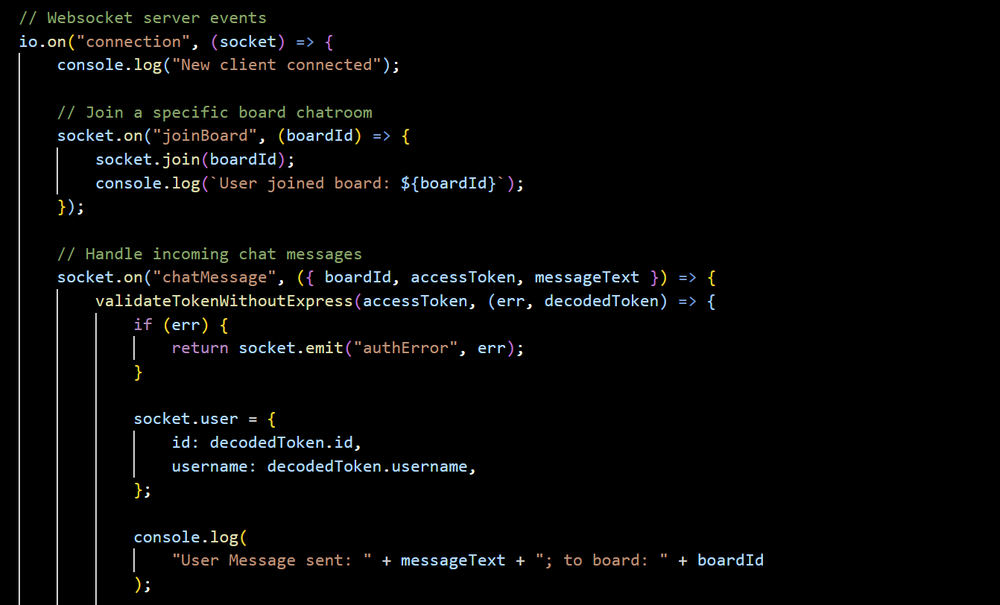 // Websocket server events
io.on("connection", (socket) => {
    console.log("New client connected");

    // Join a specific board chatroom
    socket.on("joinBoard", (boardId) => {
        socket.join(boardId);
        console.log(`User joined board: ${boardId}`);
    });

    // Handle incoming chat messages
    socket.on("chatMessage", ({ boardId, accessToken, messageText }) => {
        validateTokenWithoutExpress(accessToken, (err, decodedToken) => {
            if (err) {
                return socket.emit("authError", err);
            }

            socket.user = {
                id: decodedToken.id,
                username: decodedToken.username,
            };

            console.log(
                "User Message sent: " + messageText + "; to board: " + boardId
            );